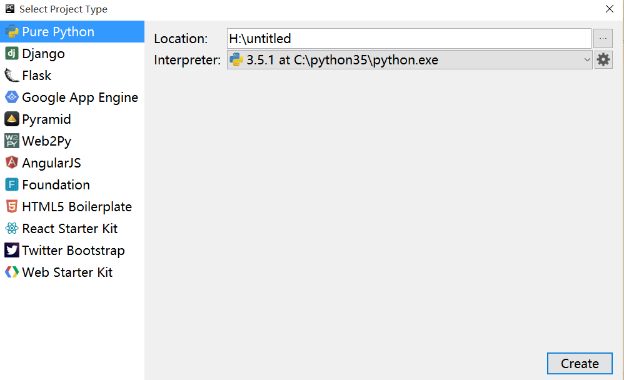 Select Project Type
Pure Python
Django
Flask
Google App Engine
Pyramid
Web2Py
AngularJS
Foundation
HTML5 Boilerplate
React Starter Kit
Twitter Bootstrap
Web Starter Kit
Location: H:\untitled ...
Interpreter: 3.5.1 at C:\python35\python.exe
Create